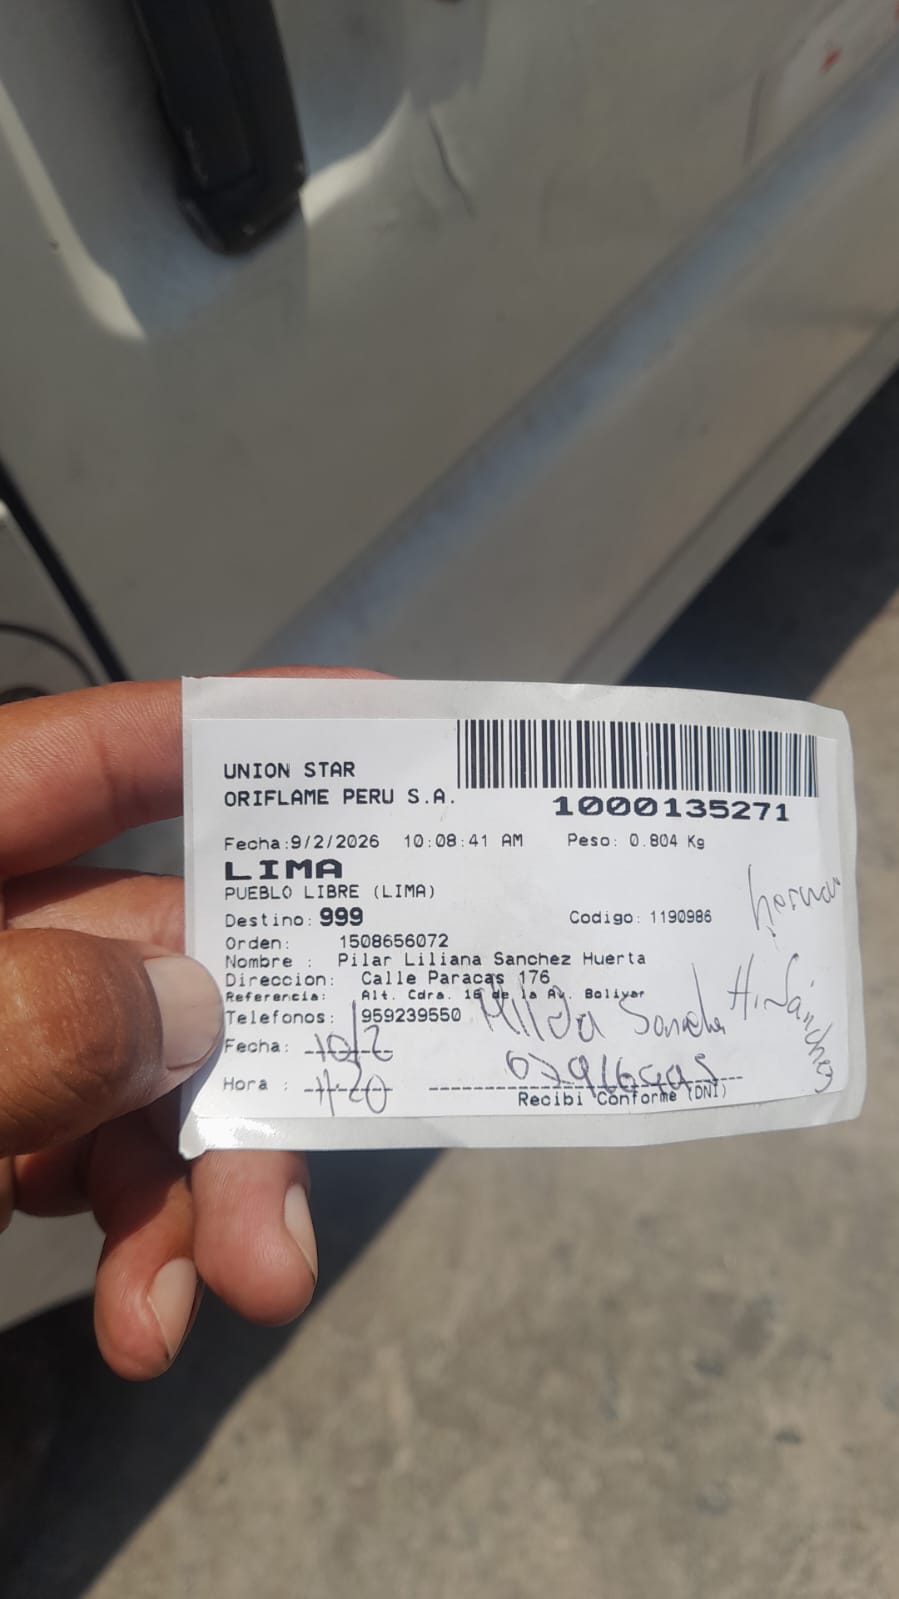 UNION STAR
ORIFLAME PERU S.A.
1000135271
Fecha:9/2/2026 10:08:41 AM Peso: 0.804 Kg
LIMA
PUEBLO LIBRE (LIMA)
Destino: 999 Codigo: 1190986
Orden: 1508656072
Nombre : Pilar Liliana Sanchez Huerta
Direccion: Calle Paracas 176
Referencia: Alt. Cdra. 16 de la Av. Bolivar
Telefonos: 959239550
Fecha: 10/2
Hora : 11-20
Recibi Conforme (DNI)